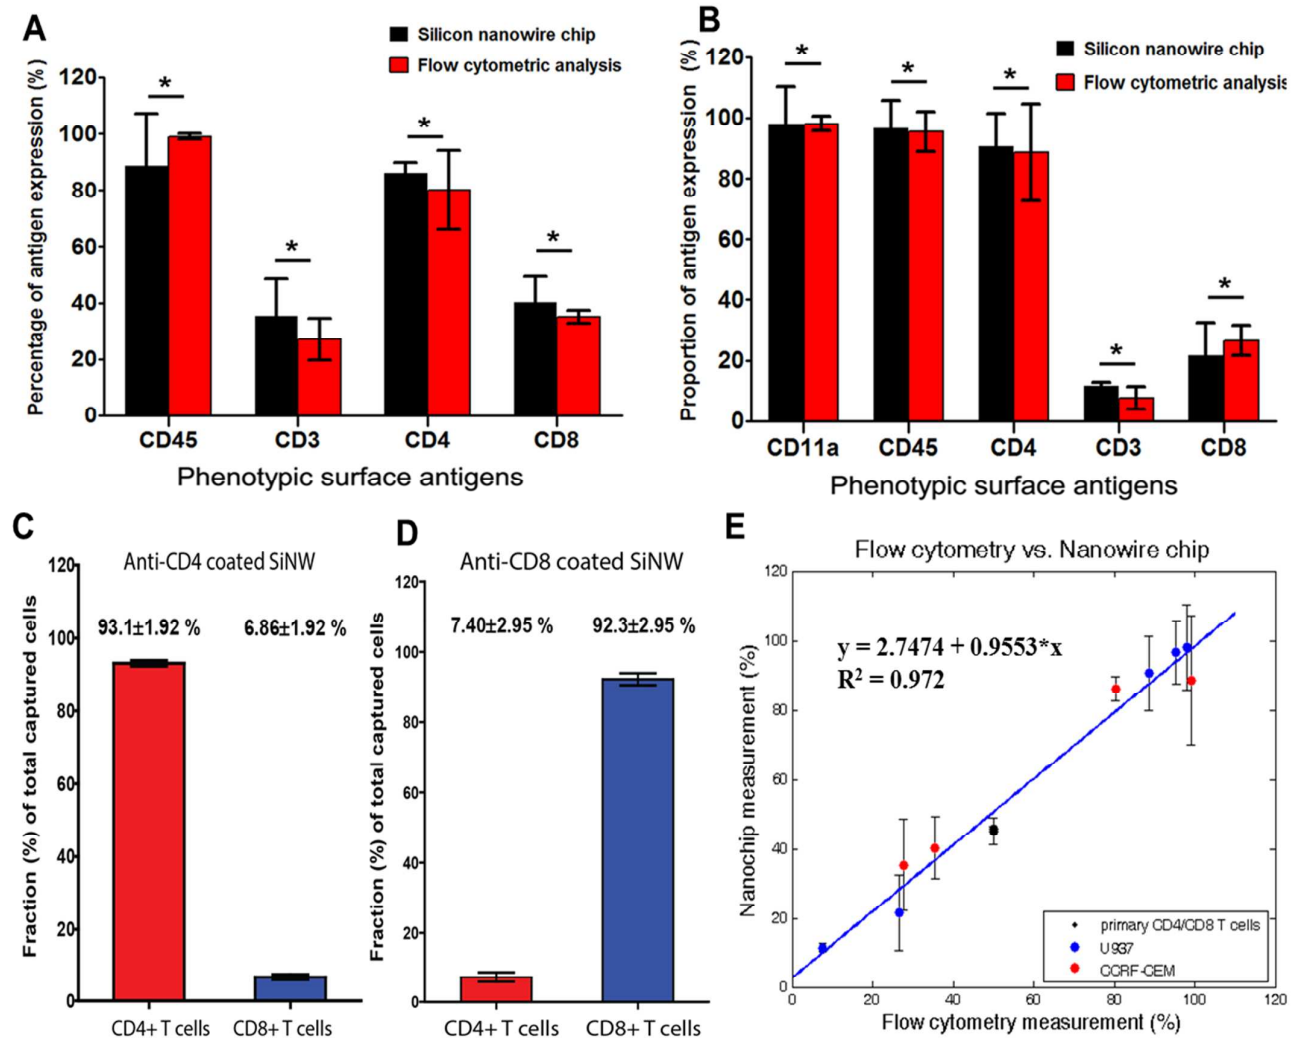 A
Silicon nanowire chip
Flow cytometric analysis
Percentage of antigen expression (%)
120
100
80
60
40
20
0
*
*
*
*
CD45 CD3 CD4 CD8
Phenotypic surface antigens
B
Silicon nanowire chip
Flow cytometric analysis
Proportion of antigen expression (%)
120
100
80
60
40
20
0
*
*
*
*
*
CD11a CD45 CD4 CD3 CD8
Phenotypic surface antigens
C
Anti-CD4 coated SiNW
Fraction (%) of total captured cells
120
100
80
60
40
20
0
93.1±1.92 % 6.86±1.92 %
CD4+ T cells CD8+ T cells
D
Anti-CD8 coated SiNW
Fraction (%) of total captured cells
120
100
80
60
40
20
0
7.40±2.95 % 92.3±2.95 %
CD4+ T cells CD8+ T cells
E
Flow cytometry vs. Nanowire chip
Nanochip measurement (%)
120
100
80
60
40
20
0
y = 2.7474 + 0.9553*x
R² = 0.972
primary CD4/CD8 T cells
U937
CCRF-CEM
0 20 40 60 80 100 120
Flow cytometry measurement (%)